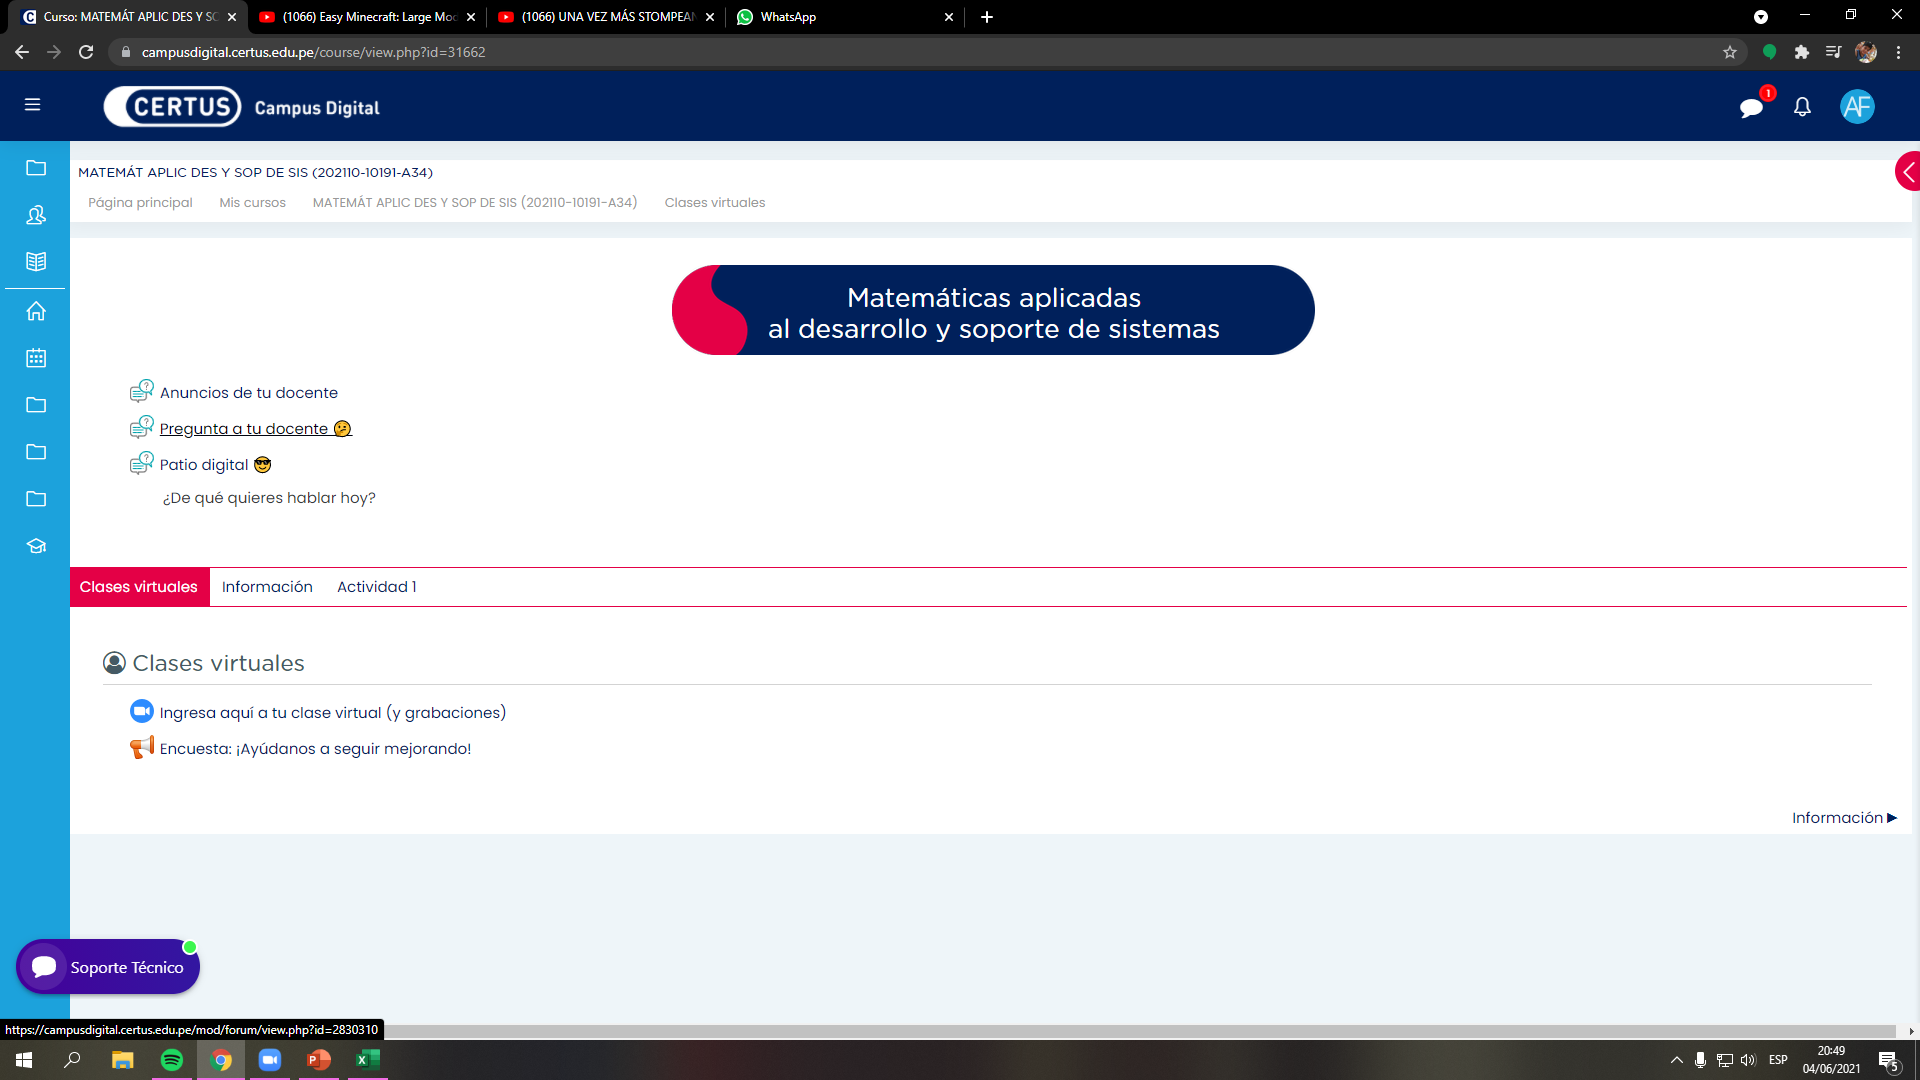 Curso: MATEMÁT APLIC DES Y SO
(1066) Easy Minecraft: Large Mod
(1066) UNA VEZ MÁS STOMPEAN
WhatsApp
campusdigital.certus.edu.pe/course/view.php?id=31662
CERTUS Campus Digital
1
AF
MATEMÁT APLIC DES Y SOP DE SIS (202110-10191-A34)
Página principal Mis cursos MATEMÁT APLIC DES Y SOP DE SIS (202110-10191-A34) Clases virtuales
Matemáticas aplicadas
al desarrollo y soporte de sistemas
Anuncios de tu docente
Pregunta a tu docente 🤔
Patio digital 😎
¿De qué quieres hablar hoy?
Clases virtuales Información Actividad 1
Clases virtuales
Ingresa aquí a tu clase virtual (y grabaciones)
Encuesta: ¡Ayúdanos a seguir mejorando!
Información ▶
Soporte Técnico
https://campusdigital.certus.edu.pe/mod/forum/view.php?id=2830310
ESP
20:49
04/06/2021
5